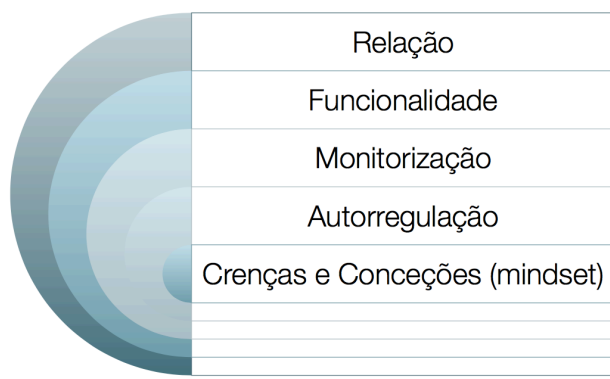 Relação
Funcionalidade
Monitorização
Autorregulação
Crenças e Conceções (mindset)